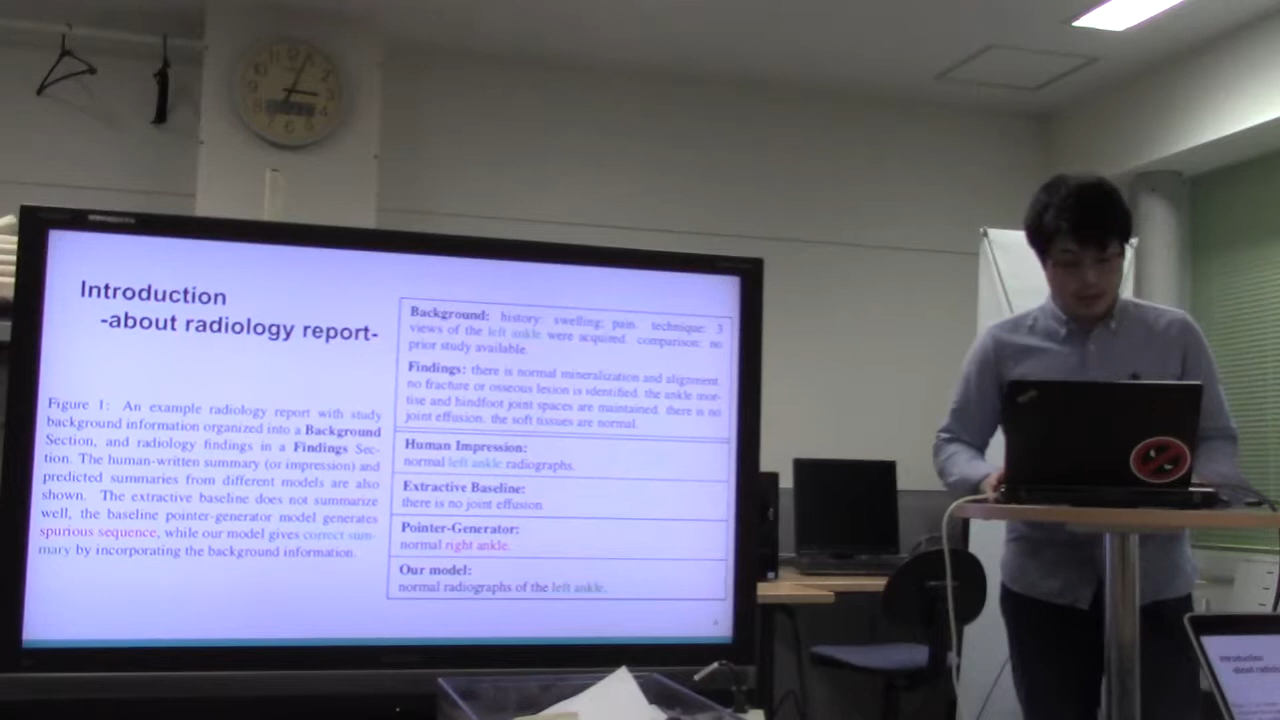 Introduction
-about radiology report-
Figure 1: An example radiology report with study
background information organized into a Background
Section, and radiology findings in a Findings Sec-
tion. The human-written summary (or impression) and
predicted summaries from different models are also
shown. The extractive baseline does not summarize
well, the baseline pointer-generator model generates
spurious sequence, while our model gives correct sum-
mary by incorporating the background information.
Background: history: swelling; pain. technique: 3
views of the left ankle were acquired. comparison: no
prior study available.
Findings: there is normal mineralization and alignment.
no fracture or osseous lesion is identified. the ankle mor-
tise and hindfoot joint spaces are maintained. there is no
joint effusion. the soft tissues are normal.
Human Impression:
normal left ankle radiographs.
Extractive Baseline:
there is no joint effusion.
Pointer-Generator:
normal right ankle.
Our model:
normal radiographs of the left ankle.
Introduction